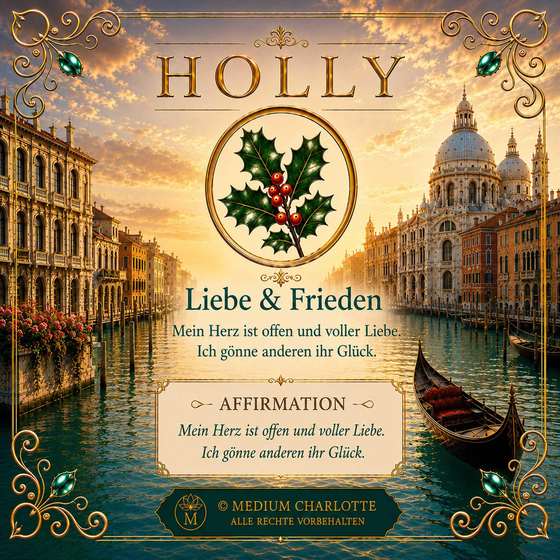 HOLLY
Liebe & Frieden
Mein Herz ist offen und voller Liebe.
Ich gönne anderen ihr Glück.
AFFIRMATION
Mein Herz ist offen und voller Liebe.
Ich gönne anderen ihr Glück.
M
© MEDIUM CHARLOTTE
ALLE RECHTE VORBEHALTEN